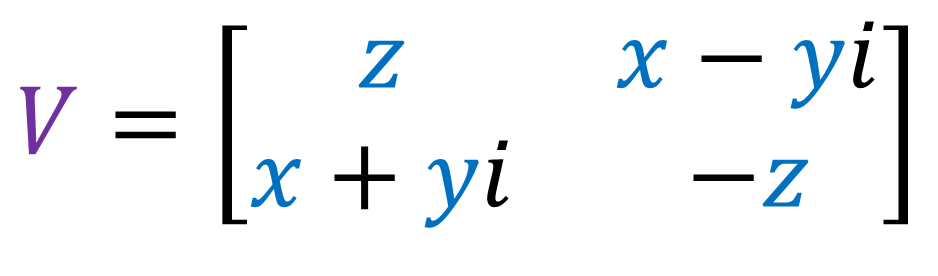 V = [ z x − yi
x + yi −z ]